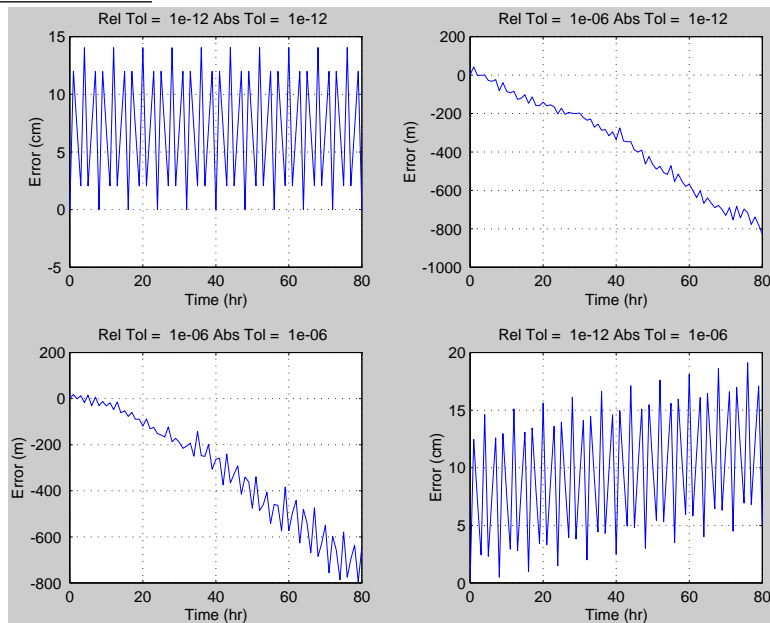 Rel Tol =  1e-12 Abs Tol =  1e-12
15
10
5
0
-5
Error (cm)
0 20 40 60 80
Time (hr)
Rel Tol =  1e-06 Abs Tol =  1e-12
200
0
-200
-400
-600
-800
-1000
Error (m)
0 20 40 60 80
Time (hr)
Rel Tol =  1e-06 Abs Tol =  1e-06
200
0
-200
-400
-600
-800
Error (m)
0 20 40 60 80
Time (hr)
Rel Tol =  1e-12 Abs Tol =  1e-06
20
15
10
5
0
Error (cm)
0 20 40 60 80
Time (hr)